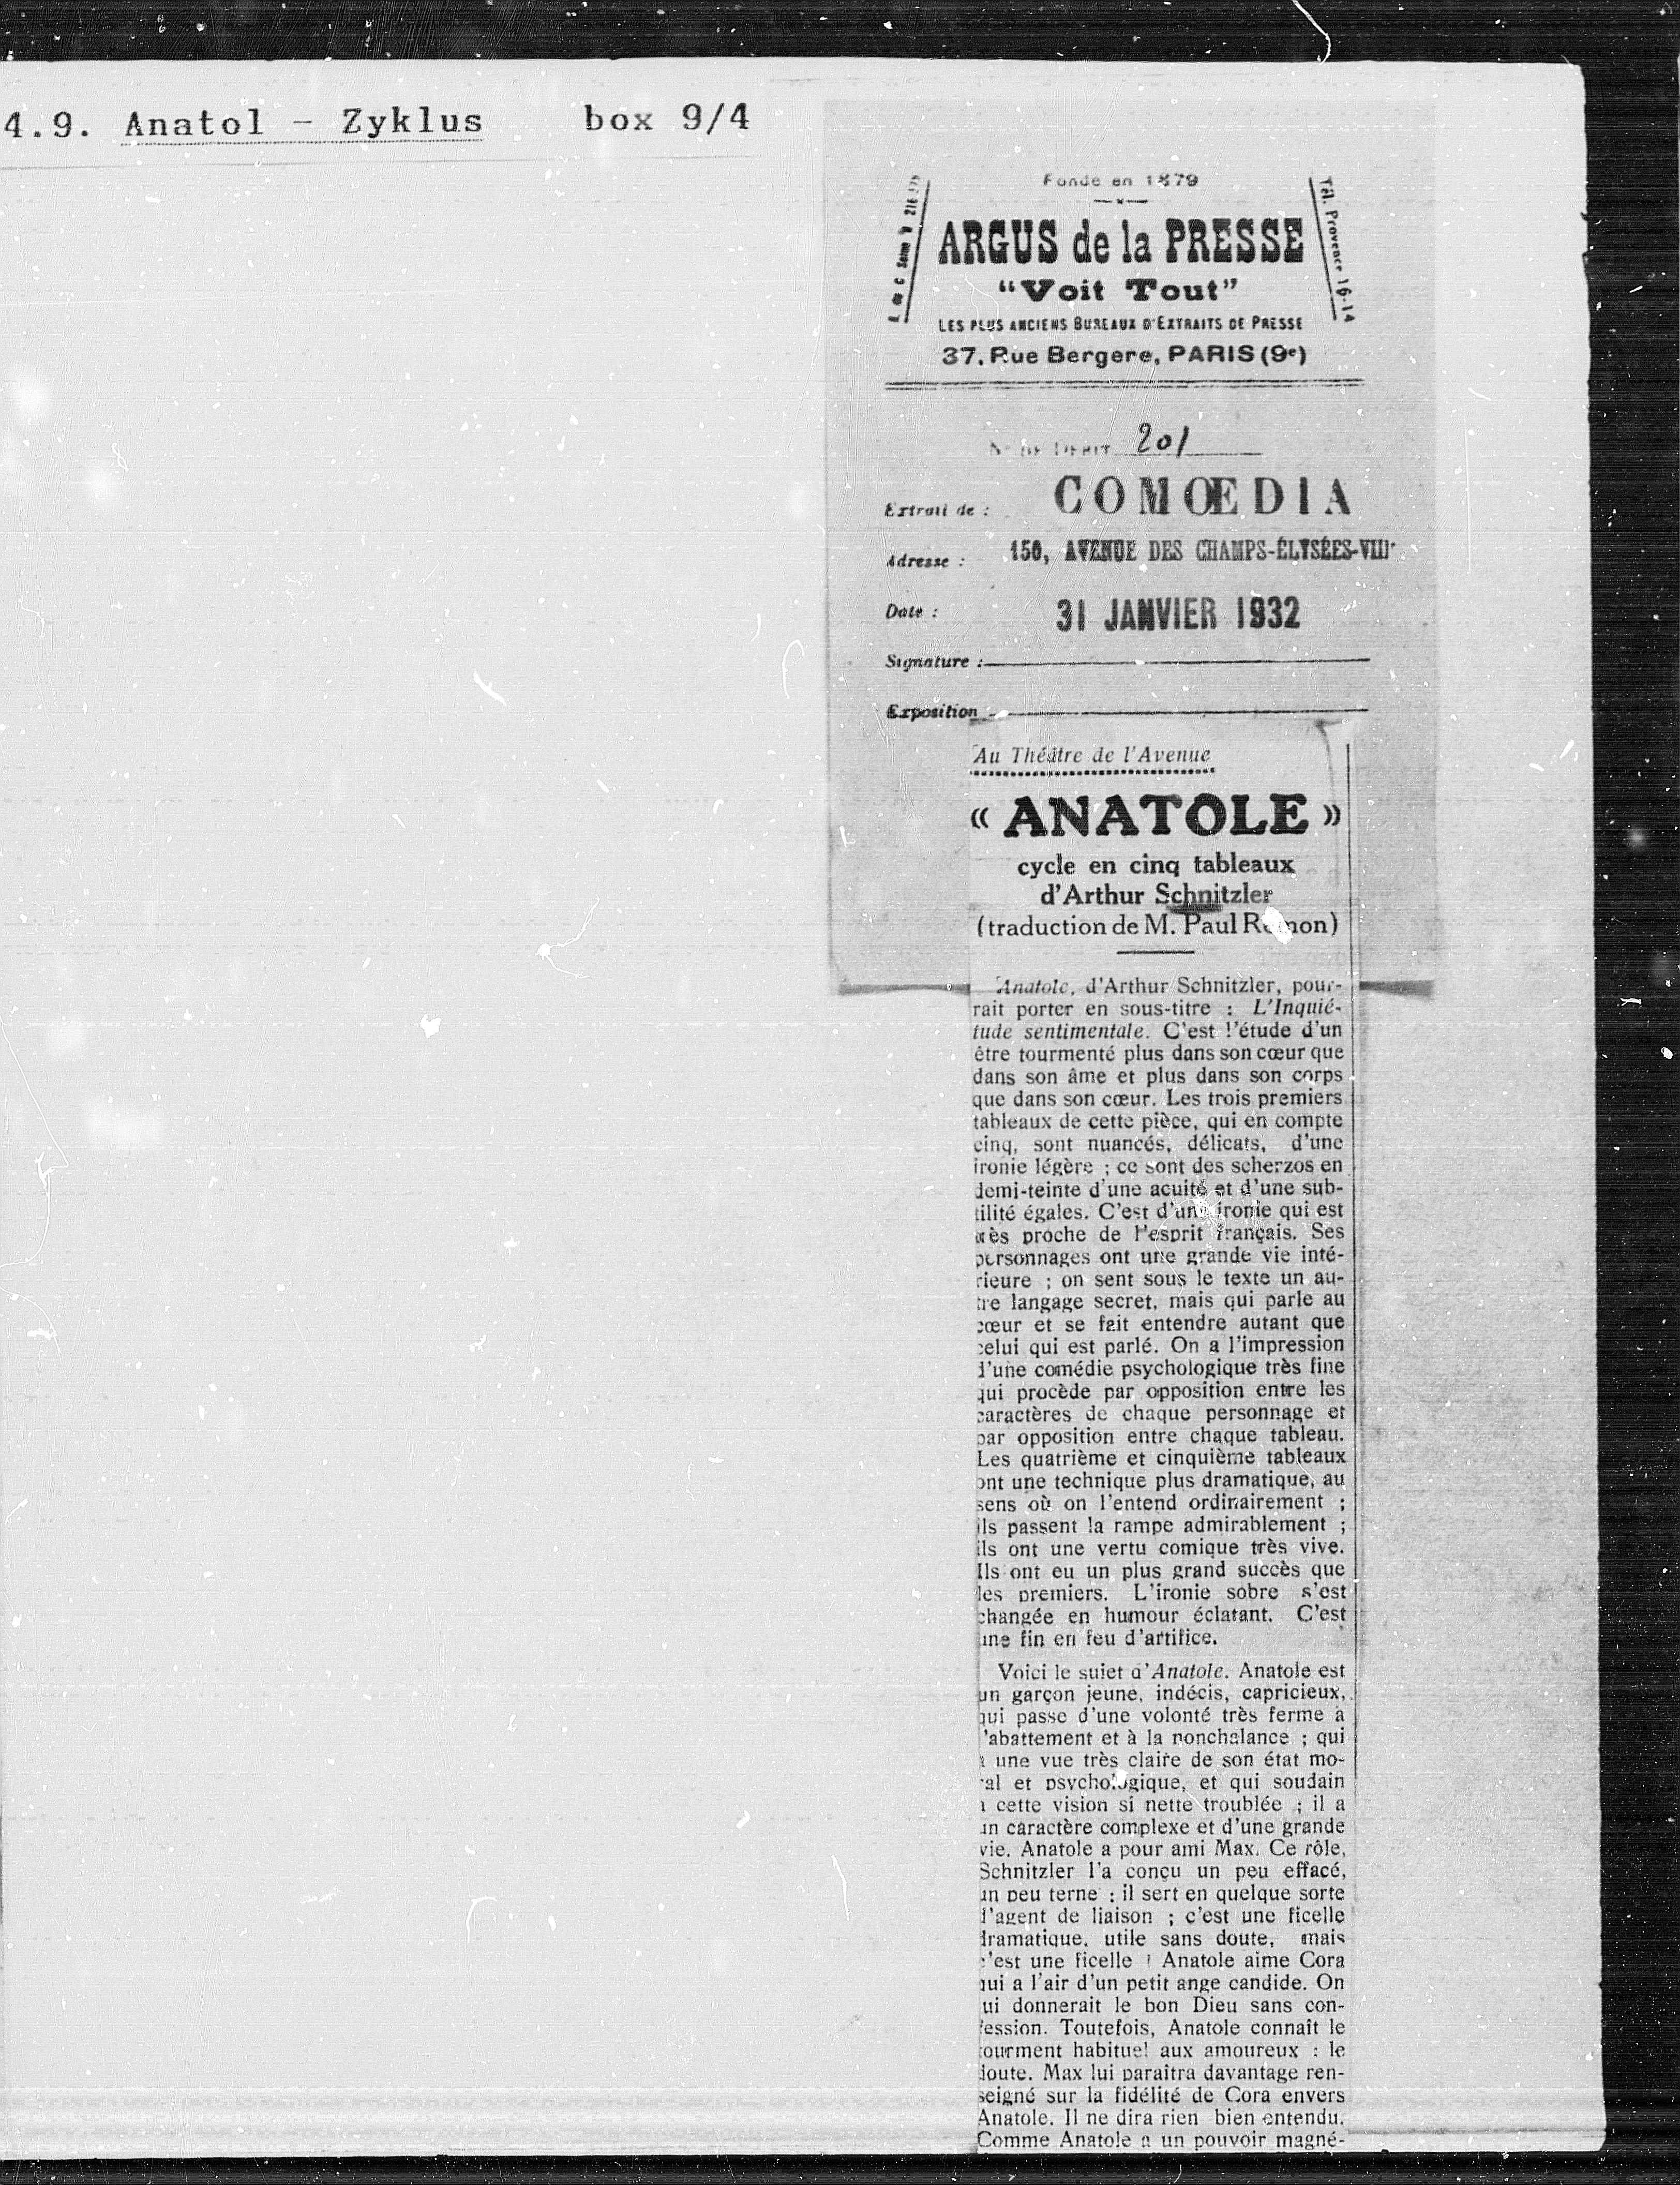 4.9. Anatol - Zyklus box 9/4
Fondé en 1879
ARGUS de la PRESSE
"Voit Tout"
LES PLUS ANCIENS BUREAUX D'EXTRAITS DE PRESSE
37, Rue Bergere, PARIS (9e)
Tél. Provence 16-14
N° DE DEBIT 201
Extrait de : COMŒDIA
Adresse : 150, AVENUE DES CHAMPS-ÉLYSÉES-VIIIe
Date : 31 JANVIER 1932
Signature :
Exposition
Au Théâtre de l'Avenue
« ANATOLE »
cycle en cinq tableaux
d'Arthur Schnitzler
(traduction de M. Paul
Anatole, d'Arthur Schnitzler, pour-
rait porter en sous-titre : L'Inquié-
tude sentimentale. C'est l'étude d'un
être tourmenté plus dans son cœur que
dans son âme et plus dans son corps
que dans son cœur. Les trois premiers
tableaux de cette pièce, qui en compte
cinq, sont nuancés, délicats, d'une
ironie légère ; ce sont des scherzos en
demi-teinte d'une acuité et d'une sub-
tilité égales. C'est d'une ironie qui est
très proche de l'esprit français. Ses
personnages ont une grande vie inté-
rieure ; on sent sous le texte un au-
tre langage secret, mais qui parle au
cœur et se fait entendre autant que
celui qui est parlé. On a l'impression
d'une comédie psychologique très fine
qui procède par opposition entre les
caractères de chaque personnage et
par opposition entre chaque tableau.
Les quatrième et cinquième tableaux
ont une technique plus dramatique, au
sens où on l'entend ordinairement ;
ils passent la rampe admirablement ;
ils ont une vertu comique très vive.
Ils ont eu un plus grand succès que
les premiers. L'ironie sobre s'est
changée en humour éclatant. C'est
une fin en feu d'artifice.
Voici le sujet d'Anatole. Anatole est
un garçon jeune, indécis, capricieux,
qui passe d'une volonté très ferme à
l'abattement et à la nonchalance ; qui
a une vue très claire de son état mo-
ral et psychologique, et qui soudain
a cette vision si nette troublée ; il a
un caractère complexe et d'une grande
vie. Anatole a pour ami Max. Ce rôle,
Schnitzler l'a conçu un peu effacé,
un peu terne ; il sert en quelque sorte
d'agent de liaison ; c'est une ficelle
dramatique, utile sans doute, mais
c'est une ficelle ! Anatole aime Cora
qui a l'air d'un petit ange candide. On
lui donnerait le bon Dieu sans con-
fession. Toutefois, Anatole connaît le
tourment habituel aux amoureux : le
doute. Max lui paraîtra davantage ren-
seigné sur la fidélité de Cora envers
Anatole. Il ne dira rien bien entendu.
Comme Anatole a un pouvoir magné-